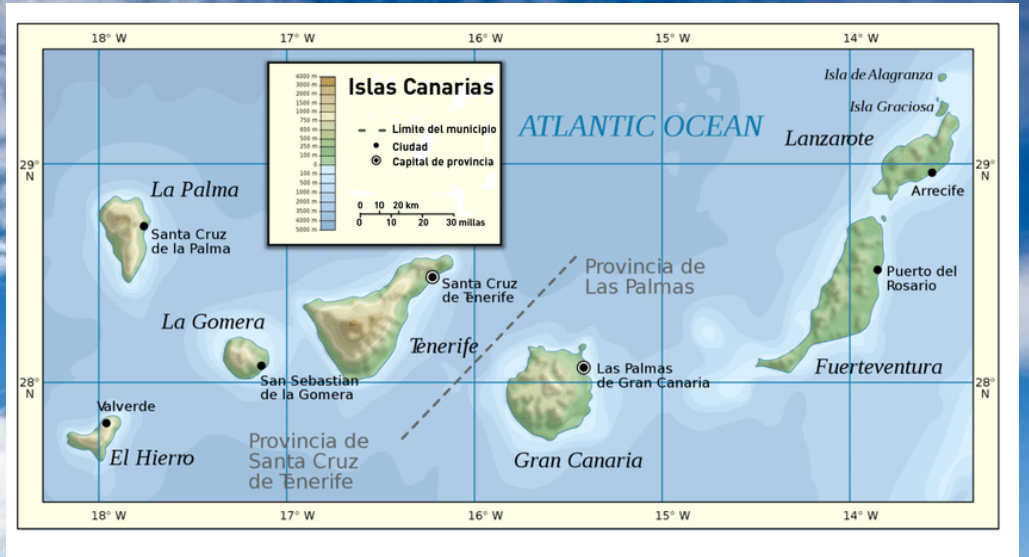 18° W 17° W 16° W 15° W 14° W
4000 m
3000 m
2000 m
1500 m
1000 m
750 m
600 m
500 m
250 m
100 m
0
100 m
500 m
1000 m
2000 m
3500 m
4000 m
5000 m
Islas Canarias
Límite del municipio
Ciudad
Capital de provincia
0 10 20 km
0 10 20 30 millas
ATLANTIC OCEAN
Isla de Alagranza
Isla Graciosa
Lanzarote
Arrecife
29°
N
29°
N
La Palma
Santa Cruz
de la Palma
Provincia de
Las Palmas
Puerto del
Rosario
Santa Cruz
de Tenerife
La Gomera
Tenerife
San Sebastian
de la Gomera
Las Palmas
de Gran Canaria
Fuerteventura
28°
N
28°
N
Valverde
El Hierro
Provincia de
Santa Cruz
de Tenerife
Gran Canaria
18° W 17° W 16° W 15° W 14° W